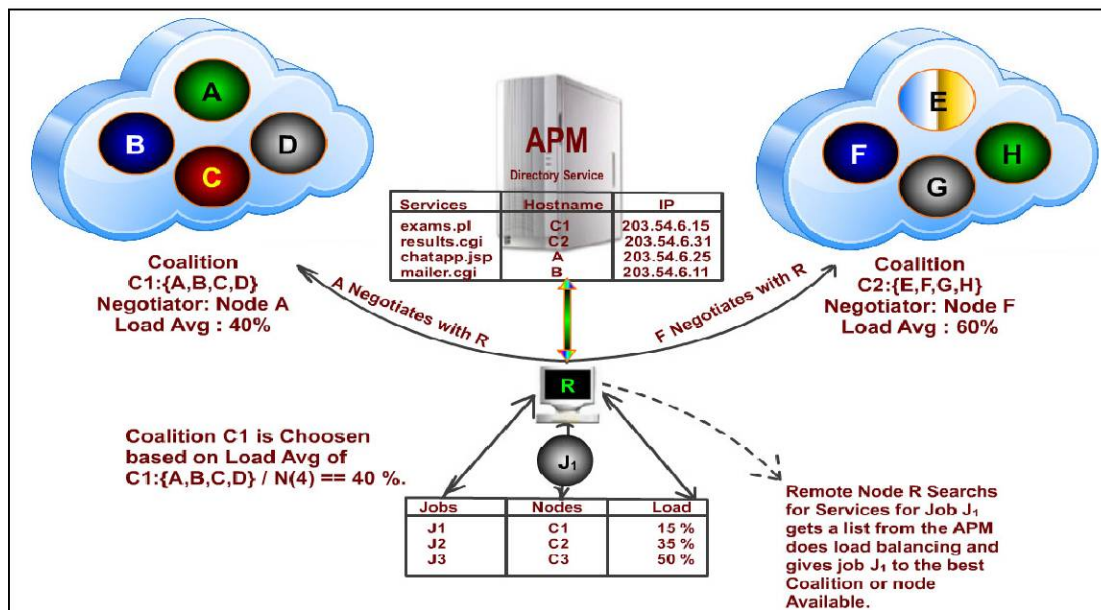 A
B
D
C
APM
Directory Service
Services Hostname IP
exams.pl C1 203.54.6.15
results.cgi C2 203.54.6.31
chatapp.jsp A 203.54.6.25
mailer.cgi B 203.54.6.11
E
F
H
G
Coalition
C1:{A,B,C,D}
Negotiator: Node A
Load Avg : 40%
Coalition
C2:{E,F,G,H}
Negotiator: Node F
Load Avg : 60%
A Negotiates with R
F Negotiates with R
R
Coalition C1 is Choosen
based on Load Avg of
C1:{A,B,C,D} / N(4) == 40 %.
J₁
Jobs Nodes Load
J1 C1 15 %
J2 C2 35 %
J3 C3 50 %
Remote Node R Searchs
for Services for Job J₁
gets a list from the APM
does load balancing and
gives job J₁ to the best
Coalition or node
Available.